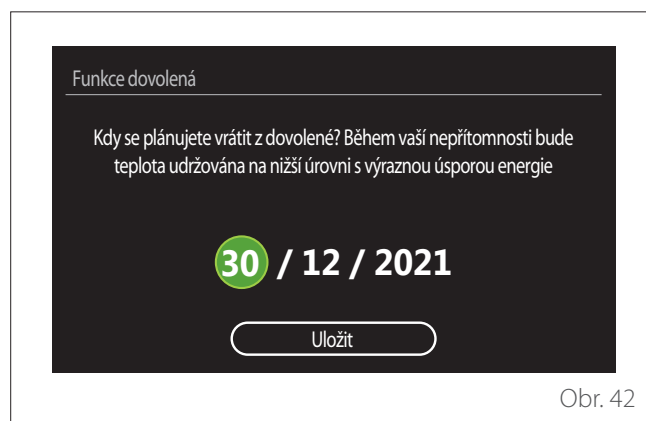 Funkce dovolená
Kdy se plánujete vrátit z dovolené? Během vaší nepřítomnosti bude
teplota udržována na nižší úrovni s výraznou úsporou energie
30 / 12 / 2021
Uložit
Obr. 42